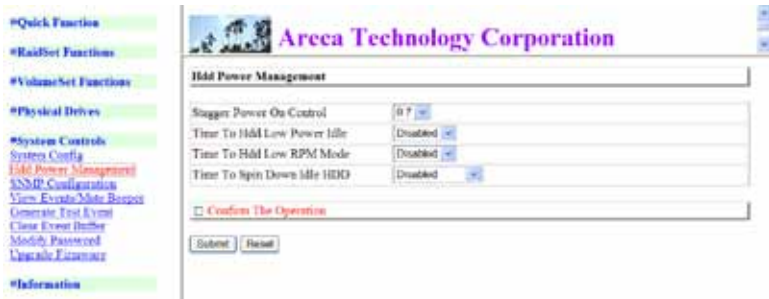 Quick Function
RaidSet Functions
VolumeSet Functions
Physical Drives
System Controls
System Config
Hdd Power Management
SNMP Configuration
View Events/Mute Beeper
Generate Test Event
Clear Event Buffer
Modify Password
Upgrade Firmware
Information
Areca Technology Corporation
Hdd Power Management
Stagger Power On Control 0.7
Time To Hdd Low Power Idle Disabled
Time To Hdd Low RPM Mode Disabled
Time To Spin Down Idle HDD Disabled
Confirm The Operation
Submit Reset